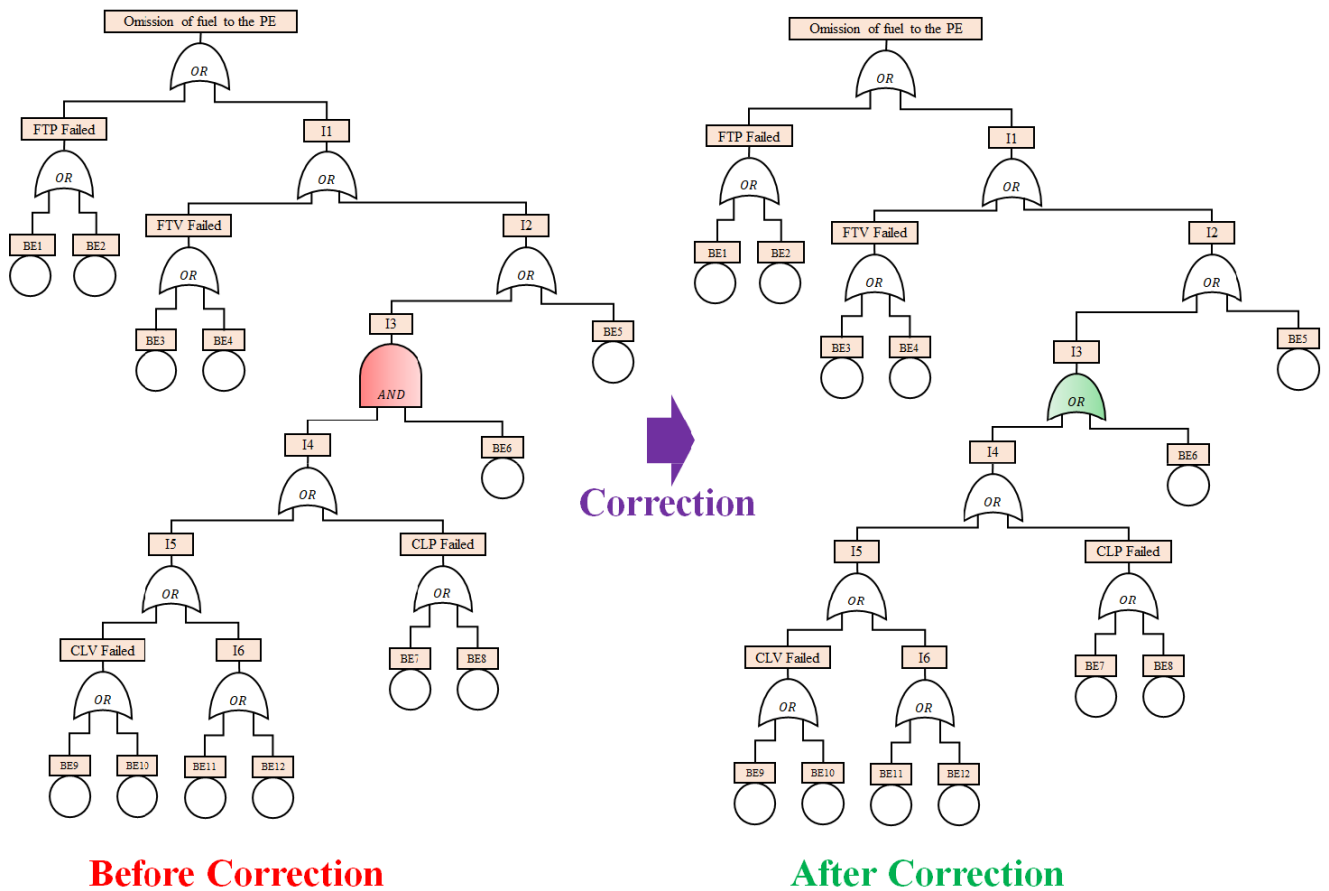 Omission of fuel to the PE
OR
FTP Failed
I1
OR
OR
BE1
BE2
FTV Failed
I2
OR
OR
BE3
BE4
I3
BE5
AND
I4
BE6
OR
I5
CLP Failed
OR
OR
CLV Failed
I6
BE7
BE8
OR
OR
BE9
BE10
BE11
BE12
Before Correction
Correction
Omission of fuel to the PE
OR
FTP Failed
I1
OR
OR
BE1
BE2
FTV Failed
I2
OR
OR
BE3
BE4
I3
BE5
OR
I4
BE6
OR
I5
CLP Failed
OR
OR
CLV Failed
I6
BE7
BE8
OR
OR
BE9
BE10
BE11
BE12
After Correction